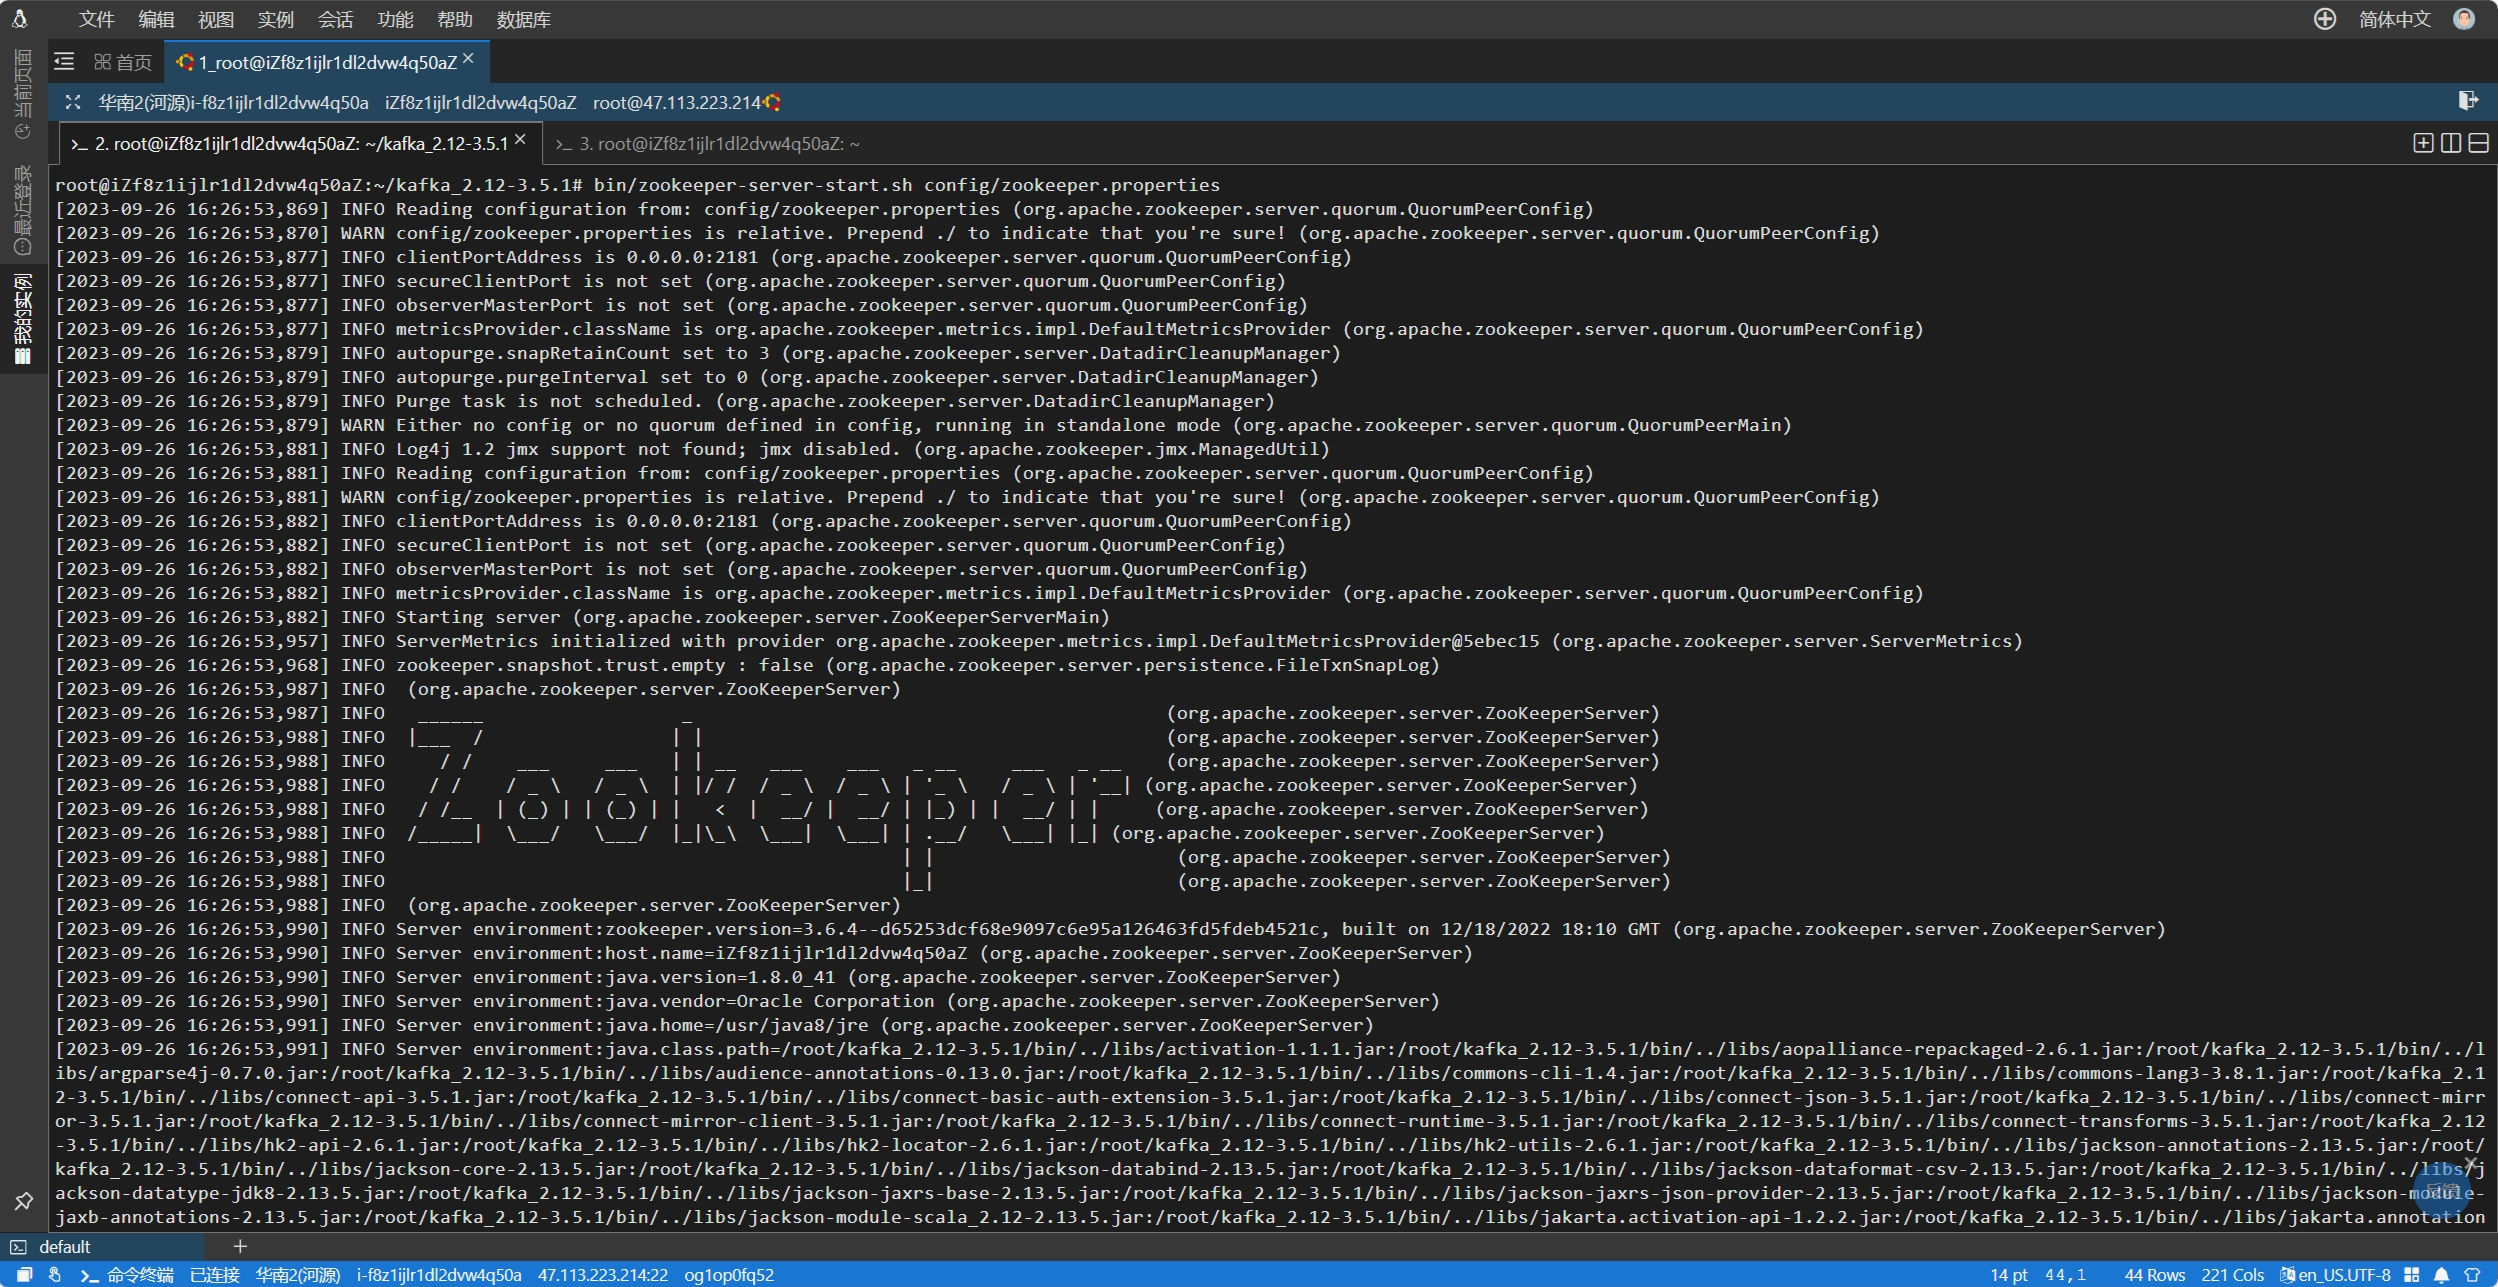 文件 编辑 视图 实例 会话 功能 帮助 数据库 简体中文
首页 1_root@iZf8z1ijlr1dl2dvw4q50aZ
当前页面
最近登录
我的实例
华南2(河源)i-f8z1ijlr1dl2dvw4q50a iZf8z1ijlr1dl2dvw4q50aZ root@47.113.223.214
>_ 2. root@iZf8z1ijlr1dl2dvw4q50aZ: ~/kafka_2.12-3.5.1 >_ 3. root@iZf8z1ijlr1dl2dvw4q50aZ: ~
root@iZf8z1ijlr1dl2dvw4q50aZ:~/kafka_2.12-3.5.1# bin/zookeeper-server-start.sh config/zookeeper.properties
[2023-09-26 16:26:53,869] INFO Reading configuration from: config/zookeeper.properties (org.apache.zookeeper.server.quorum.QuorumPeerConfig)
[2023-09-26 16:26:53,870] WARN config/zookeeper.properties is relative. Prepend ./ to indicate that you're sure! (org.apache.zookeeper.server.quorum.QuorumPeerConfig)
[2023-09-26 16:26:53,877] INFO clientPortAddress is 0.0.0.0:2181 (org.apache.zookeeper.server.quorum.QuorumPeerConfig)
[2023-09-26 16:26:53,877] INFO secureClientPort is not set (org.apache.zookeeper.server.quorum.QuorumPeerConfig)
[2023-09-26 16:26:53,877] INFO observerMasterPort is not set (org.apache.zookeeper.server.quorum.QuorumPeerConfig)
[2023-09-26 16:26:53,877] INFO metricsProvider.className is org.apache.zookeeper.metrics.impl.DefaultMetricsProvider (org.apache.zookeeper.server.quorum.QuorumPeerConfig)
[2023-09-26 16:26:53,879] INFO autopurge.snapRetainCount set to 3 (org.apache.zookeeper.server.DatadirCleanupManager)
[2023-09-26 16:26:53,879] INFO autopurge.purgeInterval set to 0 (org.apache.zookeeper.server.DatadirCleanupManager)
[2023-09-26 16:26:53,879] INFO Purge task is not scheduled. (org.apache.zookeeper.server.DatadirCleanupManager)
[2023-09-26 16:26:53,879] WARN Either no config or no quorum defined in config, running in standalone mode (org.apache.zookeeper.server.quorum.QuorumPeerMain)
[2023-09-26 16:26:53,881] INFO Log4j 1.2 jmx support not found; jmx disabled. (org.apache.zookeeper.jmx.ManagedUtil)
[2023-09-26 16:26:53,881] INFO Reading configuration from: config/zookeeper.properties (org.apache.zookeeper.server.quorum.QuorumPeerConfig)
[2023-09-26 16:26:53,881] WARN config/zookeeper.properties is relative. Prepend ./ to indicate that you're sure! (org.apache.zookeeper.server.quorum.QuorumPeerConfig)
[2023-09-26 16:26:53,882] INFO clientPortAddress is 0.0.0.0:2181 (org.apache.zookeeper.server.quorum.QuorumPeerConfig)
[2023-09-26 16:26:53,882] INFO secureClientPort is not set (org.apache.zookeeper.server.quorum.QuorumPeerConfig)
[2023-09-26 16:26:53,882] INFO observerMasterPort is not set (org.apache.zookeeper.server.quorum.QuorumPeerConfig)
[2023-09-26 16:26:53,882] INFO metricsProvider.className is org.apache.zookeeper.metrics.impl.DefaultMetricsProvider (org.apache.zookeeper.server.quorum.QuorumPeerConfig)
[2023-09-26 16:26:53,882] INFO Starting server (org.apache.zookeeper.server.ZooKeeperServerMain)
[2023-09-26 16:26:53,957] INFO ServerMetrics initialized with provider org.apache.zookeeper.metrics.impl.DefaultMetricsProvider@5ebec15 (org.apache.zookeeper.server.ServerMetrics)
[2023-09-26 16:26:53,968] INFO zookeeper.snapshot.trust.empty : false (org.apache.zookeeper.server.persistence.FileTxnSnapLog)
[2023-09-26 16:26:53,987] INFO  (org.apache.zookeeper.server.ZooKeeperServer)
[2023-09-26 16:26:53,987] INFO   ______                  _                                           (org.apache.zookeeper.server.ZooKeeperServer)
[2023-09-26 16:26:53,988] INFO  |___  /                 | |                                          (org.apache.zookeeper.server.ZooKeeperServer)
[2023-09-26 16:26:53,988] INFO     / /    ___     ___   | | __   ___    ___   _ __     ___   _ __    (org.apache.zookeeper.server.ZooKeeperServer)
[2023-09-26 16:26:53,988] INFO    / /    / _ \   / _ \  | |/ /  / _ \  / _ \ | '_ \   / _ \ | '__| (org.apache.zookeeper.server.ZooKeeperServer)
[2023-09-26 16:26:53,988] INFO   / /__  | (_) | | (_) | |   <  |  __/ |  __/ | |_) | |  __/ | |     (org.apache.zookeeper.server.ZooKeeperServer)
[2023-09-26 16:26:53,988] INFO  /_____|  \___/   \___/  |_|\_\  \___|  \___| | .__/   \___| |_| (org.apache.zookeeper.server.ZooKeeperServer)
[2023-09-26 16:26:53,988] INFO                                               | |                      (org.apache.zookeeper.server.ZooKeeperServer)
[2023-09-26 16:26:53,988] INFO                                               |_|                      (org.apache.zookeeper.server.ZooKeeperServer)
[2023-09-26 16:26:53,988] INFO  (org.apache.zookeeper.server.ZooKeeperServer)
[2023-09-26 16:26:53,990] INFO Server environment:zookeeper.version=3.6.4--d65253dcf68e9097c6e95a126463fd5fdeb4521c, built on 12/18/2022 18:10 GMT (org.apache.zookeeper.server.ZooKeeperServer)
[2023-09-26 16:26:53,990] INFO Server environment:host.name=iZf8z1ijlr1dl2dvw4q50aZ (org.apache.zookeeper.server.ZooKeeperServer)
[2023-09-26 16:26:53,990] INFO Server environment:java.version=1.8.0_41 (org.apache.zookeeper.server.ZooKeeperServer)
[2023-09-26 16:26:53,990] INFO Server environment:java.vendor=Oracle Corporation (org.apache.zookeeper.server.ZooKeeperServer)
[2023-09-26 16:26:53,991] INFO Server environment:java.home=/usr/java8/jre (org.apache.zookeeper.server.ZooKeeperServer)
[2023-09-26 16:26:53,991] INFO Server environment:java.class.path=/root/kafka_2.12-3.5.1/bin/../libs/activation-1.1.1.jar:/root/kafka_2.12-3.5.1/bin/../libs/aopalliance-repackaged-2.6.1.jar:/root/kafka_2.12-3.5.1/bin/../l
ibs/argparse4j-0.7.0.jar:/root/kafka_2.12-3.5.1/bin/../libs/audience-annotations-0.13.0.jar:/root/kafka_2.12-3.5.1/bin/../libs/commons-cli-1.4.jar:/root/kafka_2.12-3.5.1/bin/../libs/commons-lang3-3.8.1.jar:/root/kafka_2.1
2-3.5.1/bin/../libs/connect-api-3.5.1.jar:/root/kafka_2.12-3.5.1/bin/../libs/connect-basic-auth-extension-3.5.1.jar:/root/kafka_2.12-3.5.1/bin/../libs/connect-json-3.5.1.jar:/root/kafka_2.12-3.5.1/bin/../libs/connect-mirr
or-3.5.1.jar:/root/kafka_2.12-3.5.1/bin/../libs/connect-mirror-client-3.5.1.jar:/root/kafka_2.12-3.5.1/bin/../libs/connect-runtime-3.5.1.jar:/root/kafka_2.12-3.5.1/bin/../libs/connect-transforms-3.5.1.jar:/root/kafka_2.12
-3.5.1/bin/../libs/hk2-api-2.6.1.jar:/root/kafka_2.12-3.5.1/bin/../libs/hk2-locator-2.6.1.jar:/root/kafka_2.12-3.5.1/bin/../libs/hk2-utils-2.6.1.jar:/root/kafka_2.12-3.5.1/bin/../libs/jackson-annotations-2.13.5.jar:/root/
kafka_2.12-3.5.1/bin/../libs/jackson-core-2.13.5.jar:/root/kafka_2.12-3.5.1/bin/../libs/jackson-databind-2.13.5.jar:/root/kafka_2.12-3.5.1/bin/../libs/jackson-dataformat-csv-2.13.5.jar:/root/kafka_2.12-3.5.1/bin/../libs/j
ackson-datatype-jdk8-2.13.5.jar:/root/kafka_2.12-3.5.1/bin/../libs/jackson-jaxrs-base-2.13.5.jar:/root/kafka_2.12-3.5.1/bin/../libs/jackson-jaxrs-json-provider-2.13.5.jar:/root/kafka_2.12-3.5.1/bin/../libs/jackson-module-
jaxb-annotations-2.13.5.jar:/root/kafka_2.12-3.5.1/bin/../libs/jackson-module-scala_2.12-2.13.5.jar:/root/kafka_2.12-3.5.1/bin/../libs/jakarta.activation-api-1.2.2.jar:/root/kafka_2.12-3.5.1/bin/../libs/jakarta.annotation
default
>_ 命令终端 已连接 华南2(河源) i-f8z1ijlr1dl2dvw4q50a 47.113.223.214:22 og1op0fq52 14 pt 44,1 44 Rows 221 Cols en_US.UTF-8